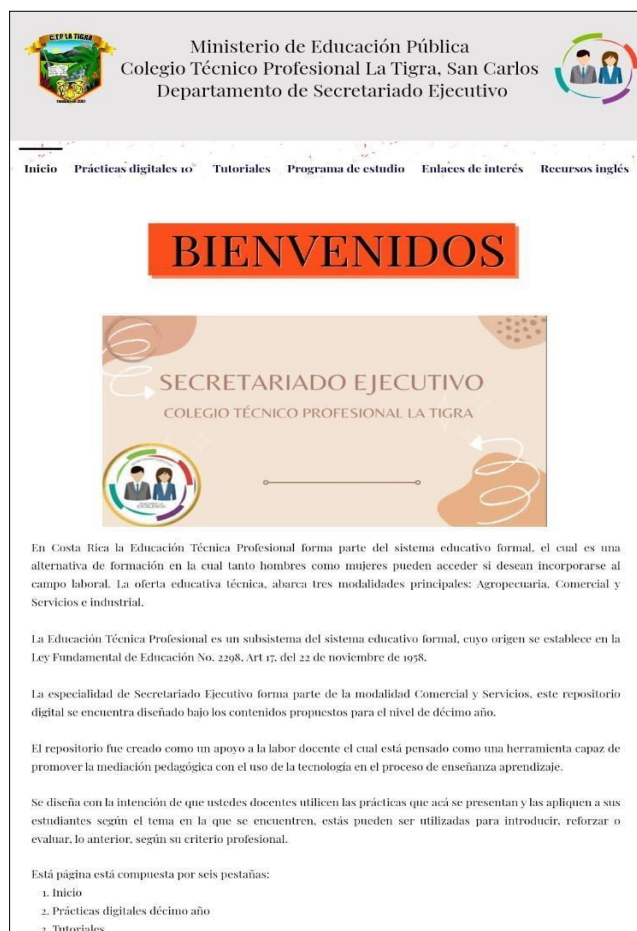 C.T.P. LA TIGRA
Ministerio de Educación Pública
Colegio Técnico Profesional La Tigra, San Carlos
Departamento de Secretariado Ejecutivo
Inicio Prácticas digitales 10° Tutoriales Programa de estudio Enlaces de interés Recursos inglés
BIENVENIDOS
SECRETARIADO EJECUTIVO
COLEGIO TÉCNICO PROFESIONAL LA TIGRA
EXCELENCIA
En Costa Rica la Educación Técnica Profesional forma parte del sistema educativo formal, el cual es una
alternativa de formación en la cual tanto hombres como mujeres pueden acceder si desean incorporarse al
campo laboral. La oferta educativa técnica, abarca tres modalidades principales: Agropecuaria, Comercial y
Servicios e industrial.
La Educación Técnica Profesional es un subsistema del sistema educativo formal, cuyo origen se establece en la
Ley Fundamental de Educación No. 2298, Art 17, del 22 de noviembre de 1958.
La especialidad de Secretariado Ejecutivo forma parte de la modalidad Comercial y Servicios, este repositorio
digital se encuentra diseñado bajo los contenidos propuestos para el nivel de décimo año.
El repositorio fue creado como un apoyo a la labor docente el cual está pensado como una herramienta capaz de
promover la mediación pedagógica con el uso de la tecnología en el proceso de enseñanza aprendizaje.
Se diseña con la intención de que ustedes docentes utilicen las prácticas que acá se presentan y las apliquen a sus
estudiantes según el tema en la que se encuentren, estás pueden ser utilizadas para introducir, reforzar o
evaluar, lo anterior, según su criterio profesional.
Está página está compuesta por seis pestañas:
1. Inicio
2. Prácticas digitales décimo año
3. Tutoriales